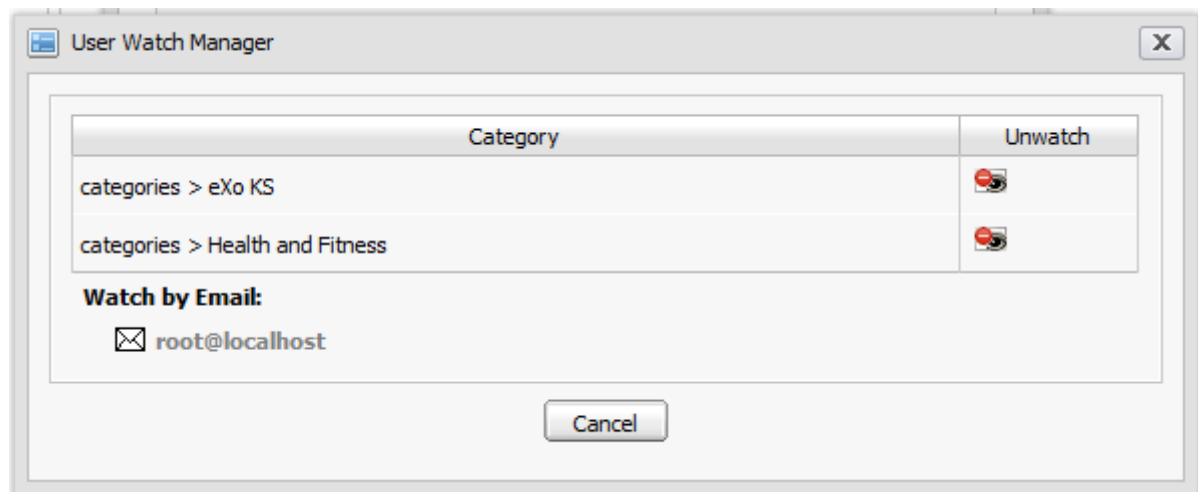 User Watch Manager
X
Category Unwatch
categories > eXo KS
categories > Health and Fitness
Watch by Email:
root@localhost
Cancel